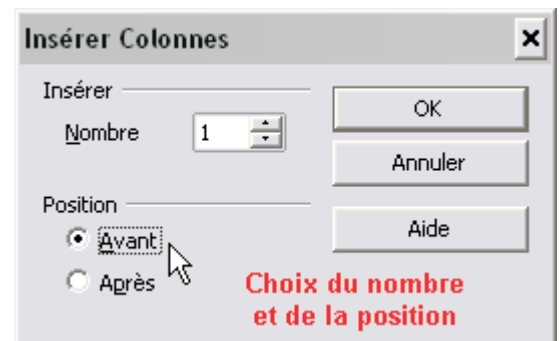 Insérer Colonnes
Insérer
Nombre
1
OK
Annuler
Position
Avant
Après
Aide
Choix du nombre
et de la position